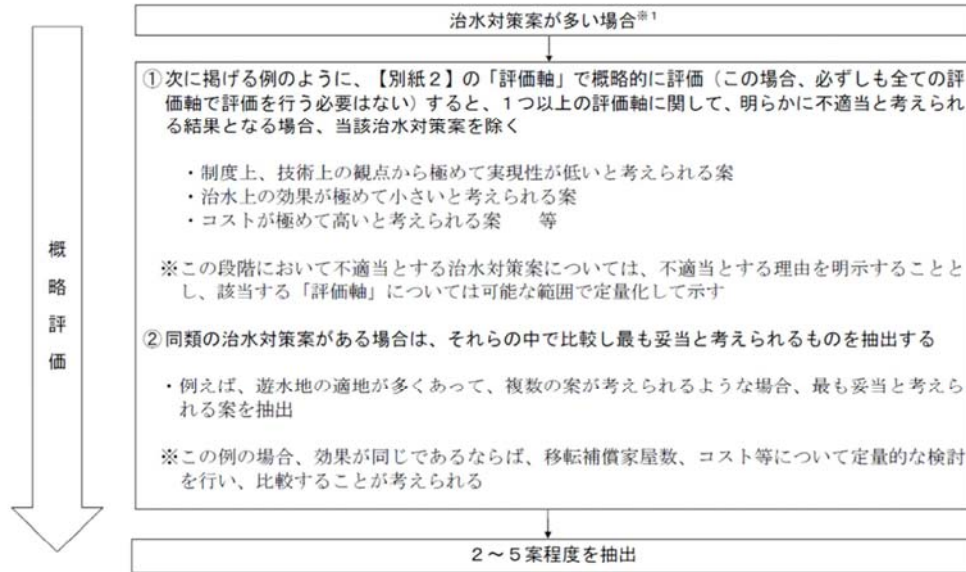 治水対策案が多い場合※1
①次に掲げる例のように、【別紙2】の「評価軸」で概略的に評価（この場合、必ずしも全ての評
価軸で評価を行う必要はない）すると、1つ以上の評価軸に関して、明らかに不適当と考えられ
る結果となる場合、当該治水対策案を除く
・制度上、技術上の観点から極めて実現性が低いと考えられる案
・治水上の効果が極めて小さいと考えられる案
・コストが極めて高いと考えられる案　等
※この段階において不適当とする治水対策案については、不適当とする理由を明示することと
し、該当する「評価軸」については可能な範囲で定量化して示す
②同類の治水対策案がある場合は、それらの中で比較し最も妥当と考えられるものを抽出する
・例えば、遊水地の適地が多くあって、複数の案が考えられるような場合、最も妥当と考えら
れる案を抽出
※この例の場合、効果が同じであるならば、移転補償家屋数、コスト等について定量的な検討
を行い、比較することが考えられる
2～5案程度を抽出
概略評価